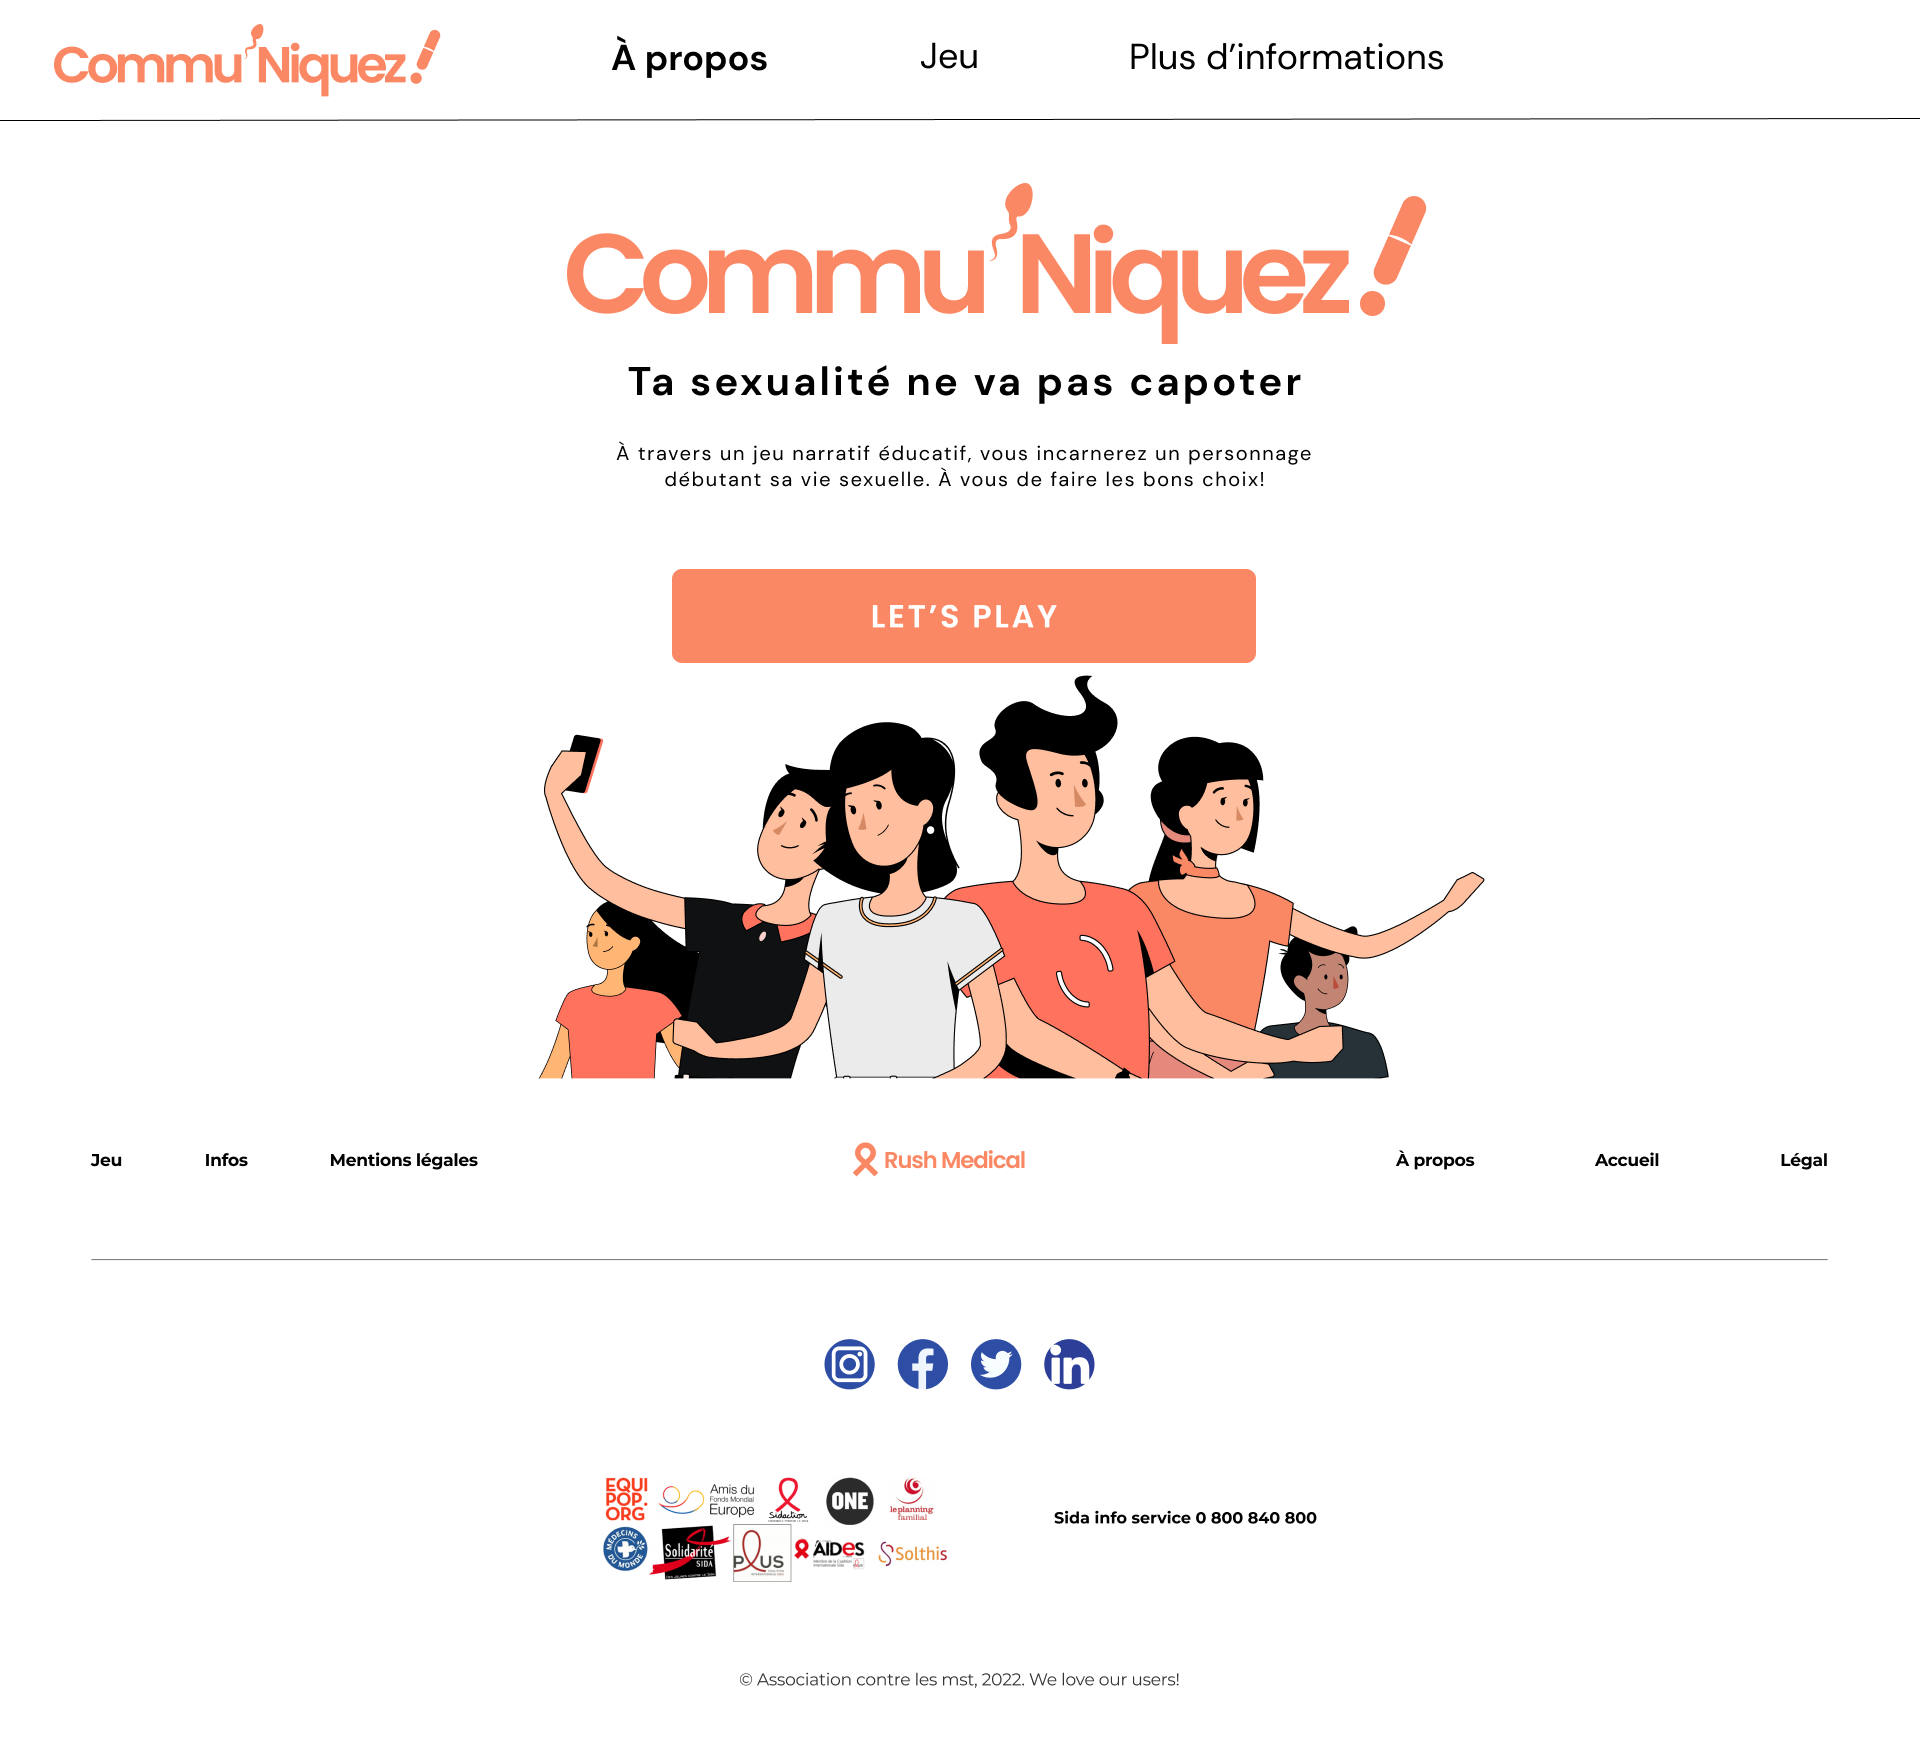 Commu'Niquez!
À propos
Jeu
Plus d’informations
Commu'Niquez!
Ta sexualité ne va pas capoter
À travers un jeu narratif éducatif, vous incarnerez un personnage
débutant sa vie sexuelle. À vous de faire les bons choix!
LET’S PLAY
Jeu
Infos
Mentions légales
Rush Medical
À propos
Accueil
Légal
in
EQUI
POP.
ORG
Amis du
Fonds Mondial
Europe
Sidaction
ONE
le planning
familial
MEDECINS
DU MONDE
Solidarité
SIDA
PLUS
AIDES
Solthis
Sida info service 0 800 840 800
© Association contre les mst, 2022. We love our users!